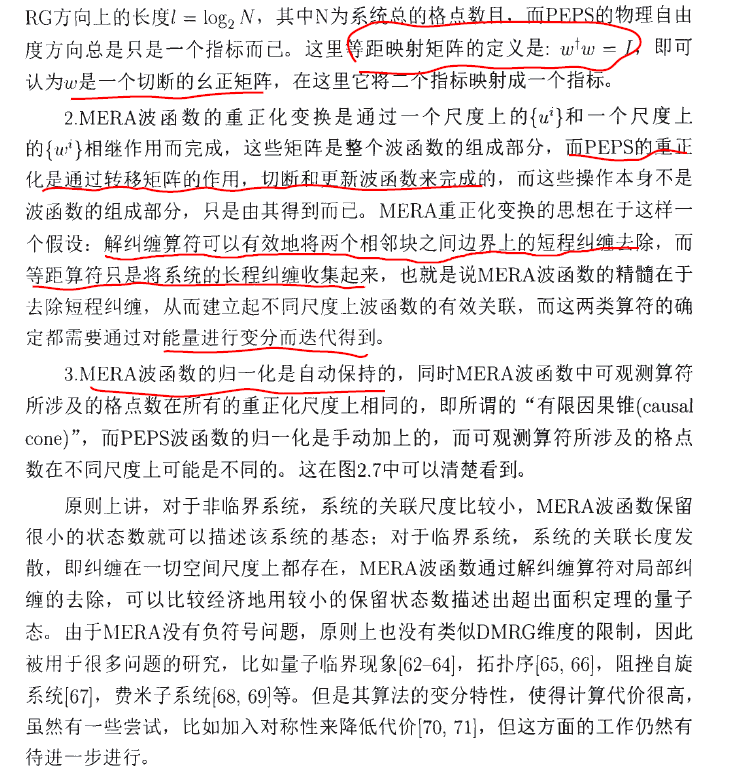 RG方向上的长度l = log₂ N，其中N为系统总的格点数目，而PEPS的物理自由
度方向总是只是一个指标而已。这里等距映射矩阵的定义是: w†w = I，即可
认为w是一个切断的幺正矩阵，在这里它将二个指标映射成一个指标。
2.MERA波函数的重正化变换是通过一个尺度上的{uⁱ}和一个尺度上
的{wʲ}相继作用而完成，这些矩阵是整个波函数的组成部分，而PEPS的重正
化是通过转移矩阵的作用，切断和更新波函数来完成的，而这些操作本身不是
波函数的组成部分，只是由其得到而已。MERA重正化变换的思想在于这样一
个假设：解纠缠算符可以有效地将两个相邻块之间边界上的短程纠缠去除，而
等距算符只是将系统的长程纠缠收集起来，也就是说MERA波函数的精髓在于
去除短程纠缠，从而建立起不同尺度上波函数的有效关联，而这两类算符的确
定都需要通过对能量进行变分而迭代得到。
3.MERA波函数的归一化是自动保持的，同时MERA波函数中可观测算符
所涉及的格点数在所有的重正化尺度上相同的，即所谓的“有限因果锥(causal
cone)”，而PEPS波函数的归一化是手动加上的，而可观测算符所涉及的格点
数在不同尺度上可能是不同的。这在图2.7中可以清楚看到。
原则上讲，对于非临界系统，系统的关联尺度比较小，MERA波函数保留
很小的状态数就可以描述该系统的基态；对于临界系统，系统的关联长度发
散，即纠缠在一切空间尺度上都存在，MERA波函数通过解纠缠算符对局部纠
缠的去除，可以比较经济地用较小的保留状态数描述出超出面积定理的量子
态。由于MERA没有负符号问题，原则上也没有类似DMRG维度的限制，因此
被用于很多问题的研究，比如量子临界现象[62–64]，拓扑序[65, 66]，阻挫自旋
系统[67]，费米子系统[68, 69]等。但是其算法的变分特性，使得计算代价很高，
虽然有一些尝试，比如加入对称性来降低代价[70, 71]，但这方面的工作仍然有
待进一步进行。